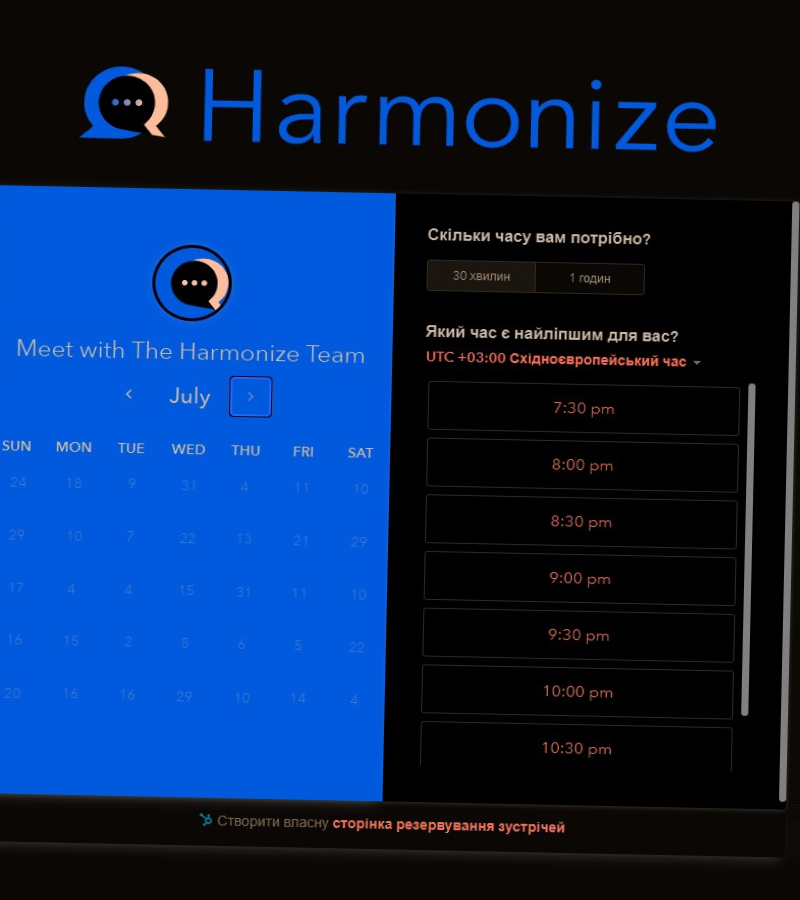 Harmonize
Meet with The Harmonize Team
July
SUN MON TUE WED THU FRI SAT
24 18 9 31 4 11 10
29 10 7 22 13 21 29
17 4 4 15 31 11 10
16 15 2 8 6 5 22
20 16 16 29 10 14 4
Скільки часу вам потрібно?
30 хвилин 1 годин
Який час є найліпшим для вас?
UTC +03:00 Східноєвропейський час
7:30 pm
8:00 pm
8:30 pm
9:00 pm
9:30 pm
10:00 pm
10:30 pm
Створити власну сторінка резервування зустрічей